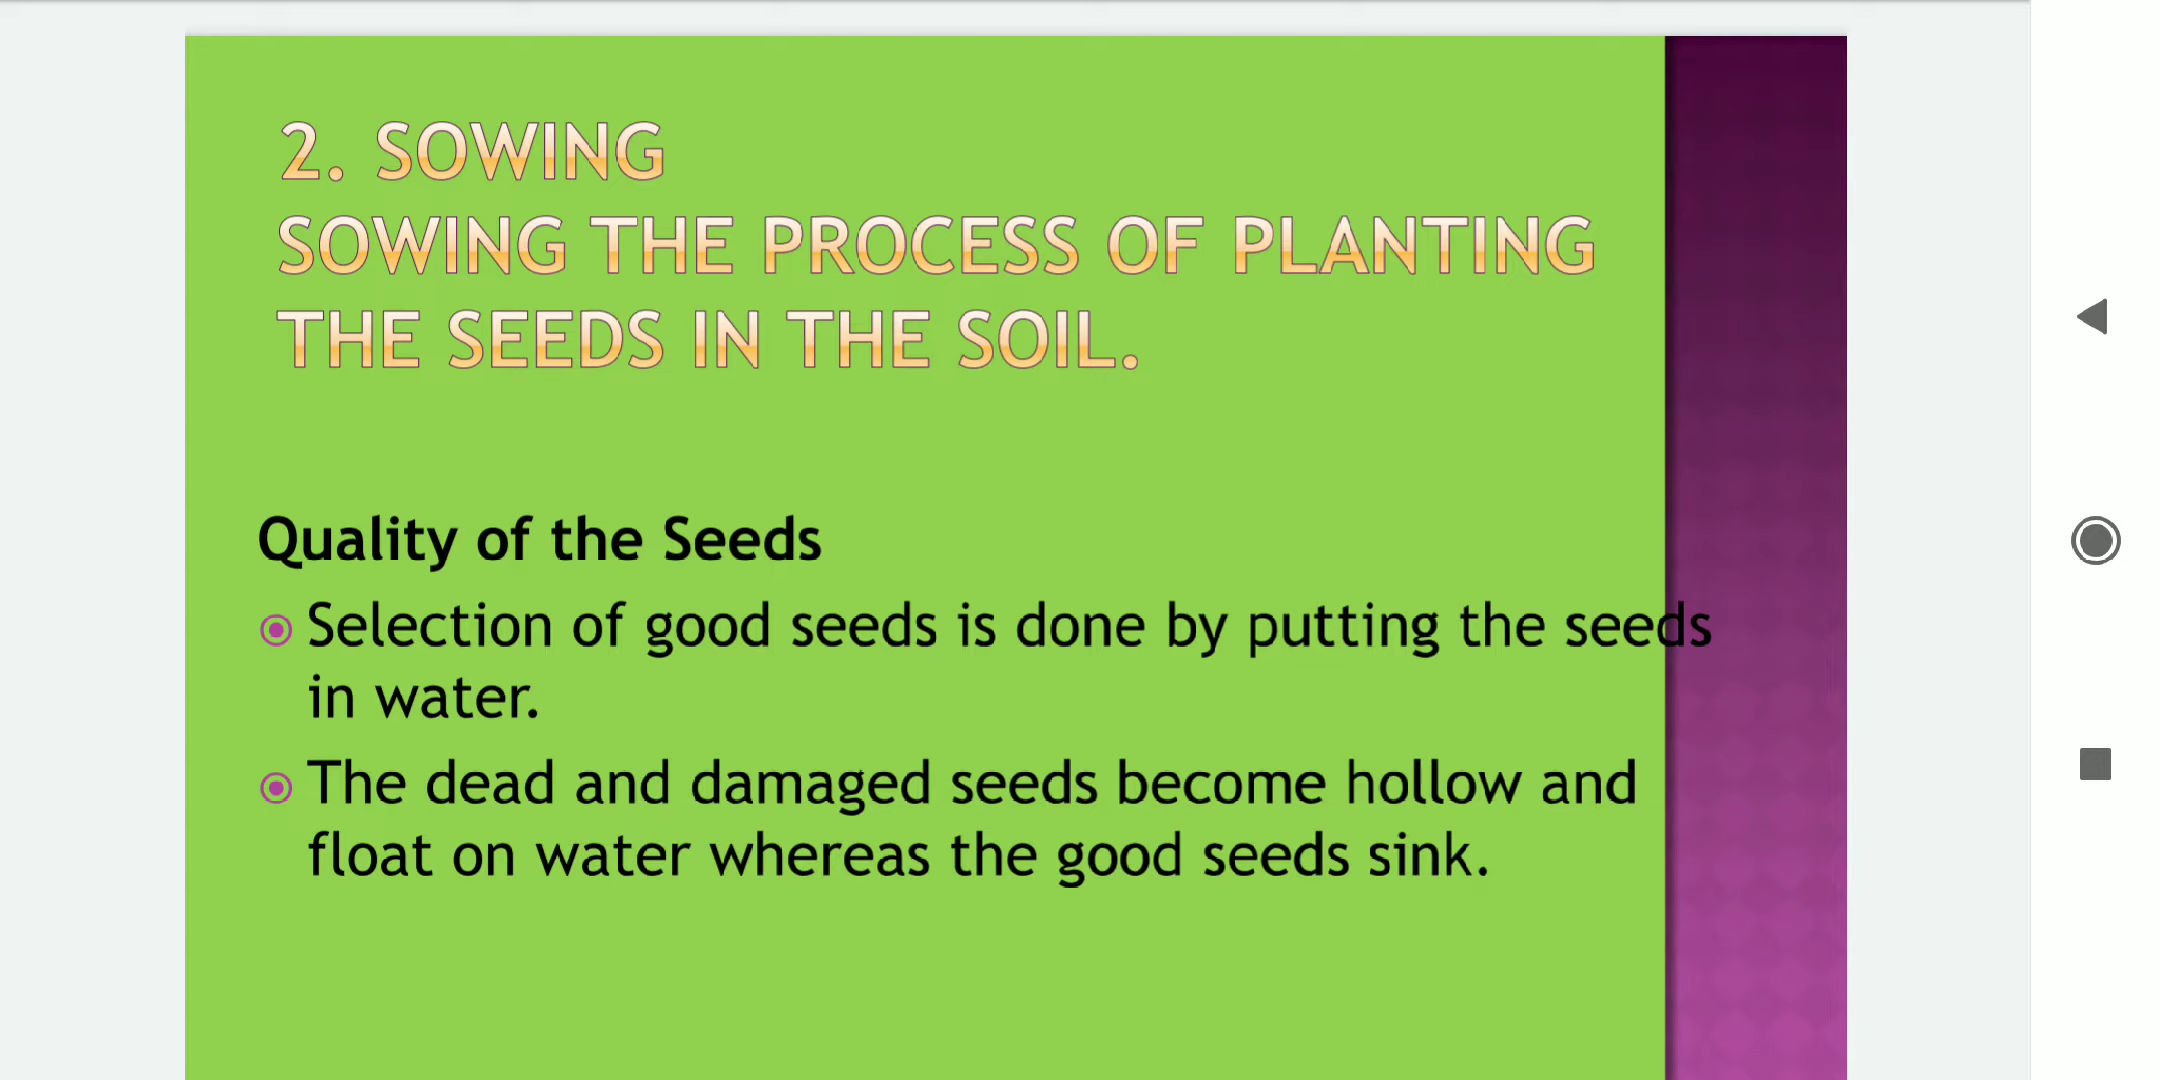 2. SOWING
SOWING THE PROCESS OF PLANTING
THE SEEDS IN THE SOIL.
Quality of the Seeds
Selection of good seeds is done by putting the seeds
in water.
The dead and damaged seeds become hollow and
float on water whereas the good seeds sink.